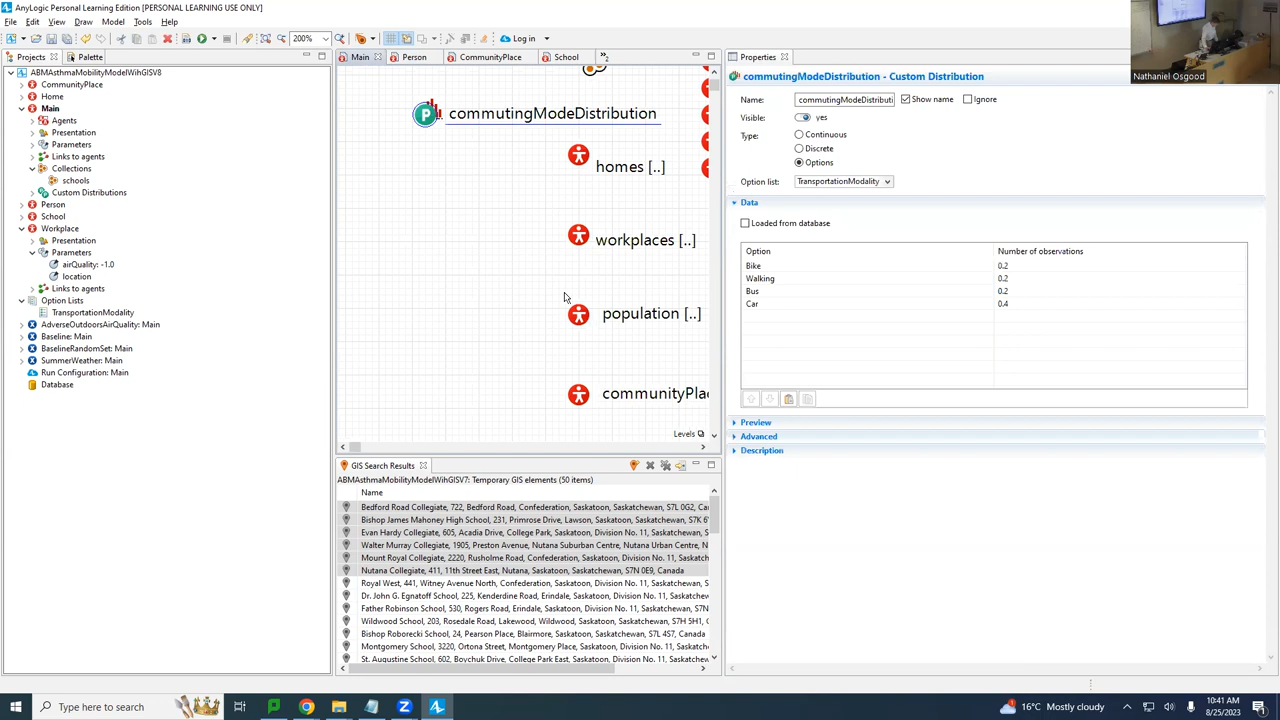 AnyLogic Personal Learning Edition [PERSONAL LEARNING USE ONLY]
File Edit View Draw Model Tools Help
200% Log in
Projects Palette
ABMAsthmaMobilityModelWihGISV8
CommunityPlace
Home
Main
Agents
Presentation
Parameters
Links to agents
Collections
schools
Custom Distributions
Person
School
Workplace
Presentation
Parameters
airQuality: -1.0
location
Links to agents
Option Lists
TransportationModality
AdverseOutdoorsAirQuality: Main
Baseline: Main
BaselineRandomSet: Main
SummerWeather: Main
Run Configuration: Main
Database
Main Person CommunityPlace School 2
commutingModeDistribution
homes [..]
workplaces [..]
population [..]
communityPlac
Levels
GIS Search Results
ABMAsthmaMobilityModelWihGISV7: Temporary GIS elements (50 items)
Name
Bedford Road Collegiate, 722, Bedford Road, Confederation, Saskatoon, Saskatchewan, S7L 0G2, Ca
Bishop James Mahoney High School, 231, Primrose Drive, Lawson, Saskatoon, Saskatchewan, S7K 6
Evan Hardy Collegiate, 605, Acadia Drive, College Park, Saskatoon, Division No. 11, Saskatchewan,
Walter Murray Collegiate, 1905, Preston Avenue, Nutana Suburban Centre, Nutana Urban Centre, N
Mount Royal Collegiate, 2220, Rusholme Road, Confederation, Saskatoon, Division No. 11, Saskatch
Nutana Collegiate, 411, 11th Street East, Nutana, Saskatoon, Saskatchewan, S7N 0E9, Canada
Royal West, 441, Witney Avenue North, Confederation, Saskatoon, Division No. 11, Saskatchewan,
Dr. John G. Egnatoff School, 225, Kenderdine Road, Erindale, Saskatoon, Division No. 11, Saskatche
Father Robinson School, 530, Rogers Road, Erindale, Saskatoon, Division No. 11, Saskatchewan, S7N
Wildwood School, 203, Rosedale Road, Lakewood, Wildwood, Saskatoon, Saskatchewan, S7H 5H1, C
Bishop Roborecki School, 24, Pearson Place, Blairmore, Saskatoon, Saskatchewan, S7L 4S7, Canada
Montgomery School, 3220, Ortona Street, Montgomery Place, Saskatoon, Division No. 11, Saskatch
St. Augustine School, 602, Boychuk Drive, College Park East, Saskatoon, Division No. 11, Saskatchew
Properties
commutingModeDistribution - Custom Distribution
Name: commutingModeDistributi Show name Ignore
Visible: yes
Type: Continuous
Discrete
Options
Option list: TransportationModality
Data
Loaded from database
Option Number of observations
Bike 0.2
Walking 0.2
Bus 0.2
Car 0.4
Preview
Advanced
Description
Nathaniel Osgood
Type here to search
16°C Mostly cloudy
10:41 AM
8/25/2023